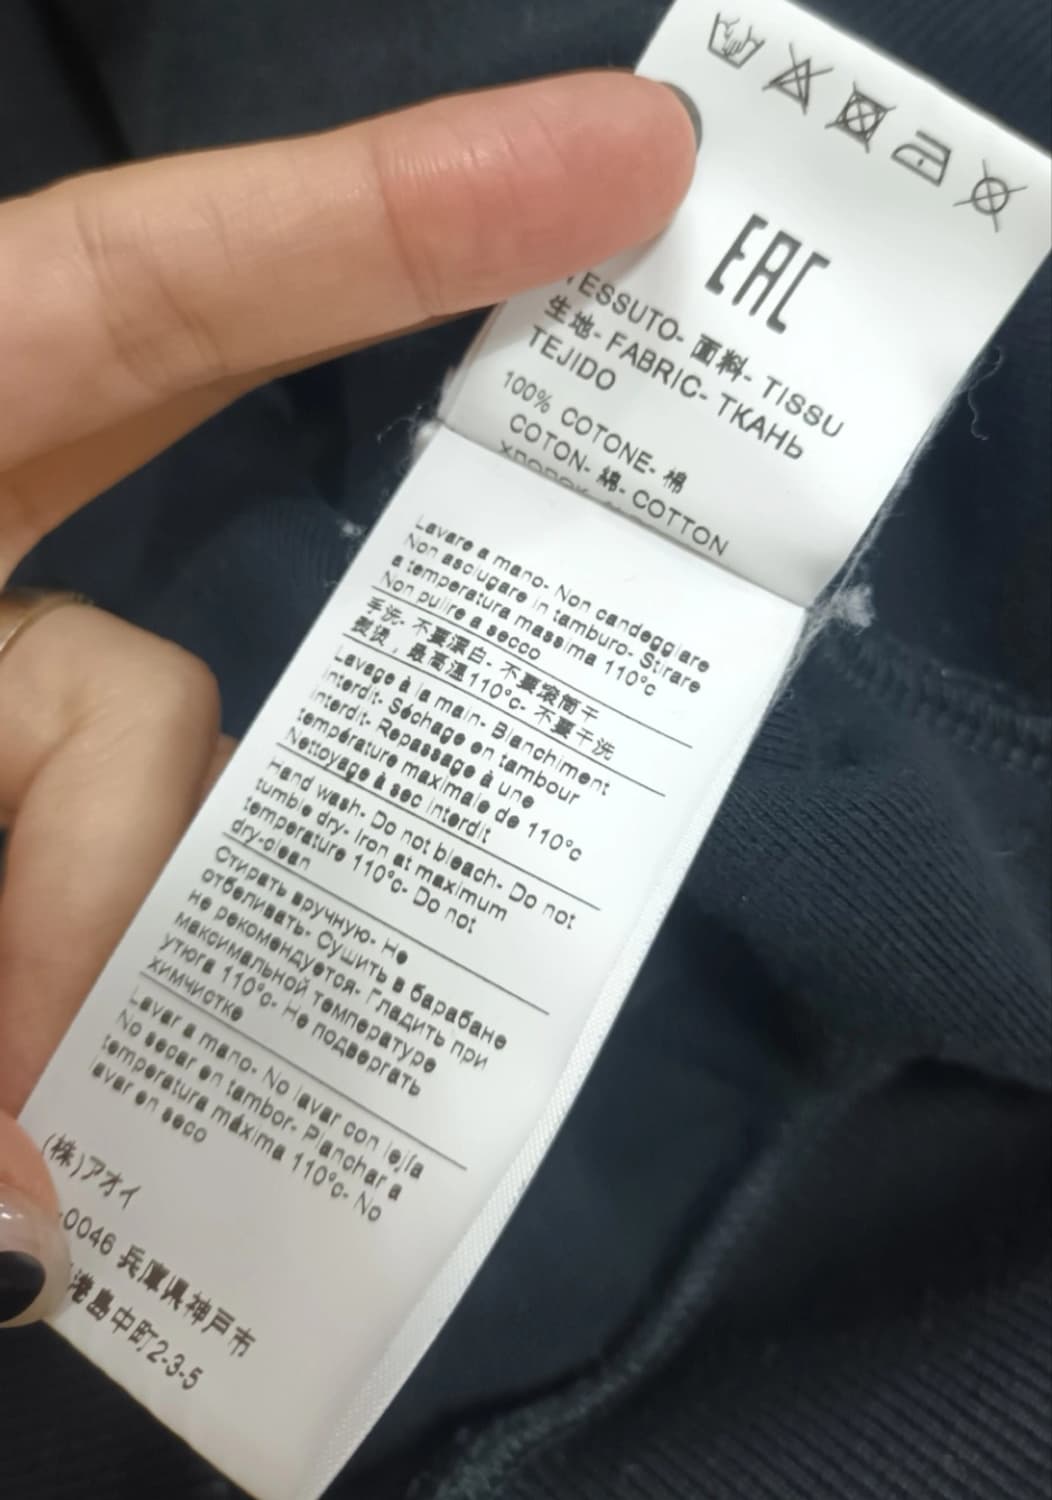 EAC
TESSUTO- 面料- TISSU
生地- FABRIC- ТКАНЬ
TEJIDO
100% COTONE- 棉
COTON- 綿- COTTON
Lavare a mano- Non candeggiare
Non asciugare in tamburo- Stirare
a temperatura massima 110°c
Non pulire a secco
手洗- 不要漂白- 不要滚筒干
熨烫，最高温110°c- 不要干洗
Lavage à la main- Blanchiment
interdit- Séchage en tambour
interdit- Repassage à une
température maximale de 110°c
Nettoyage à sec interdit
Hand wash- Do not bleach- Do not
tumble dry- Iron at maximum
temperature 110°c- Do not
dry-clean
Стирать вручную- Не
отбеливать- Сушить в барабане
не рекомендуется- Гладить при
максимальной температуре
утюга 110°c- Не подвергать
химчистке
Lavar a mano- No lavar con lejía
No secar en tambor- Planchar a
temperatura máxima 110°c- No
lavar en seco
(株)アオイ
-0046 兵庫県神戸市
港島中町2-3-5